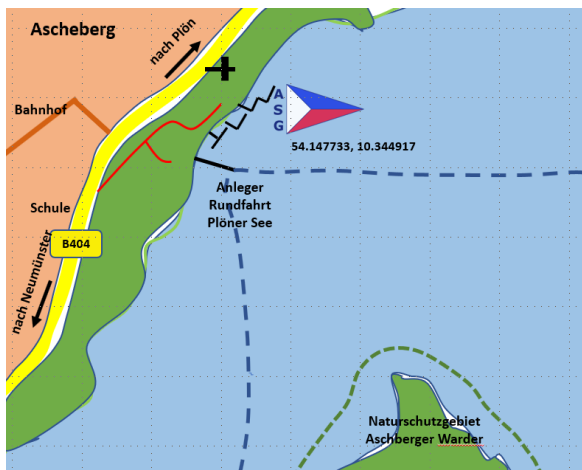 Ascheberg
nach Plön
Bahnhof
A
S
G
54.147733, 10.344917
Anleger
Rundfahrt
Plöner See
Schule
B404
nach Neumünster
Naturschutzgebiet
Aschberger Warder